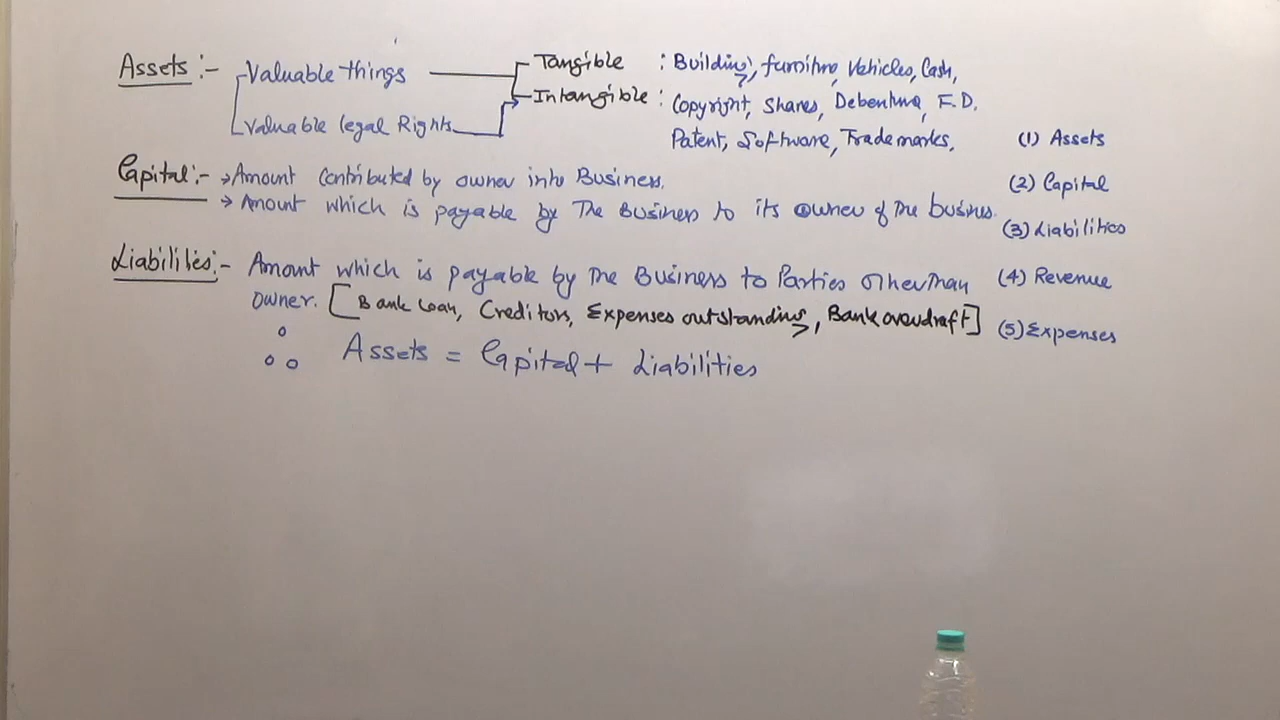 Assets :- Valuable things Tangible : Building, furniture, Vehicles, Cash,
Intangible : Copyright, Shares, Debenture, F.D.
Valuable legal Rights
Patent, Software, Trademarks,
Capital :- → Amount Contributed by owner into Business.
→ Amount which is payable by The Business to its owner of The busines.
Liabilities :- Amount which is payable by The Business to Parties other than
owner. [Bank loan, Creditors, Expenses outstanding, Bank overdraft]
∴ Assets = Capital + Liabilities
(1) Assets
(2) Capital
(3) Liabilities
(4) Revenue
(5) Expenses